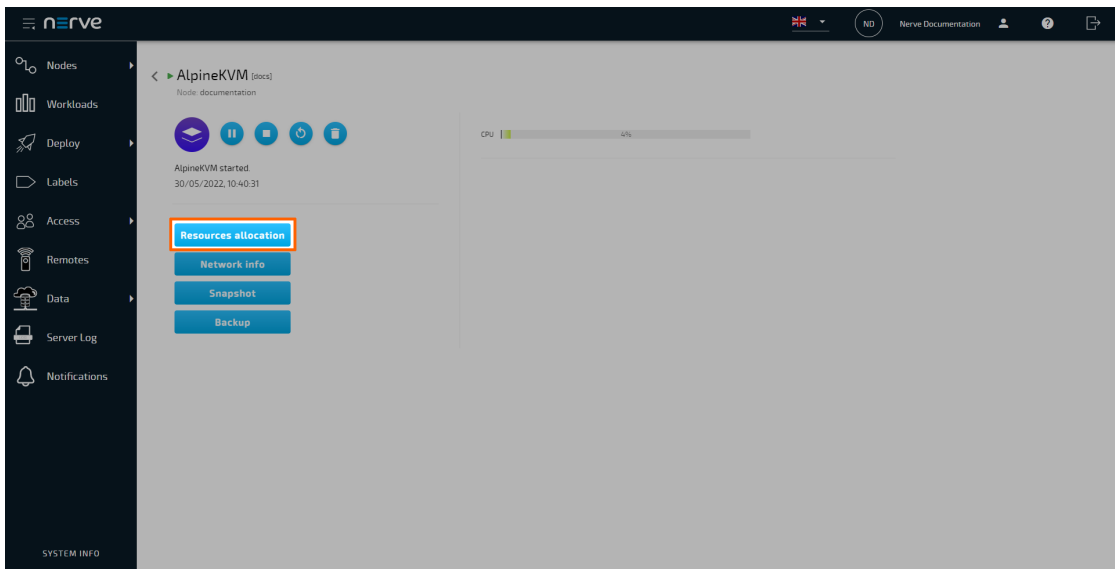 nerve
ND
Nerve Documentation
Nodes
Workloads
Deploy
Labels
Access
Remotes
Data
Server Log
Notifications
SYSTEM INFO
AlpineKVM [docs]
Node: documentation
AlpineKVM started.
30/05/2022, 10:40:31
Resources allocation
Network info
Snapshot
Backup
CPU 4%